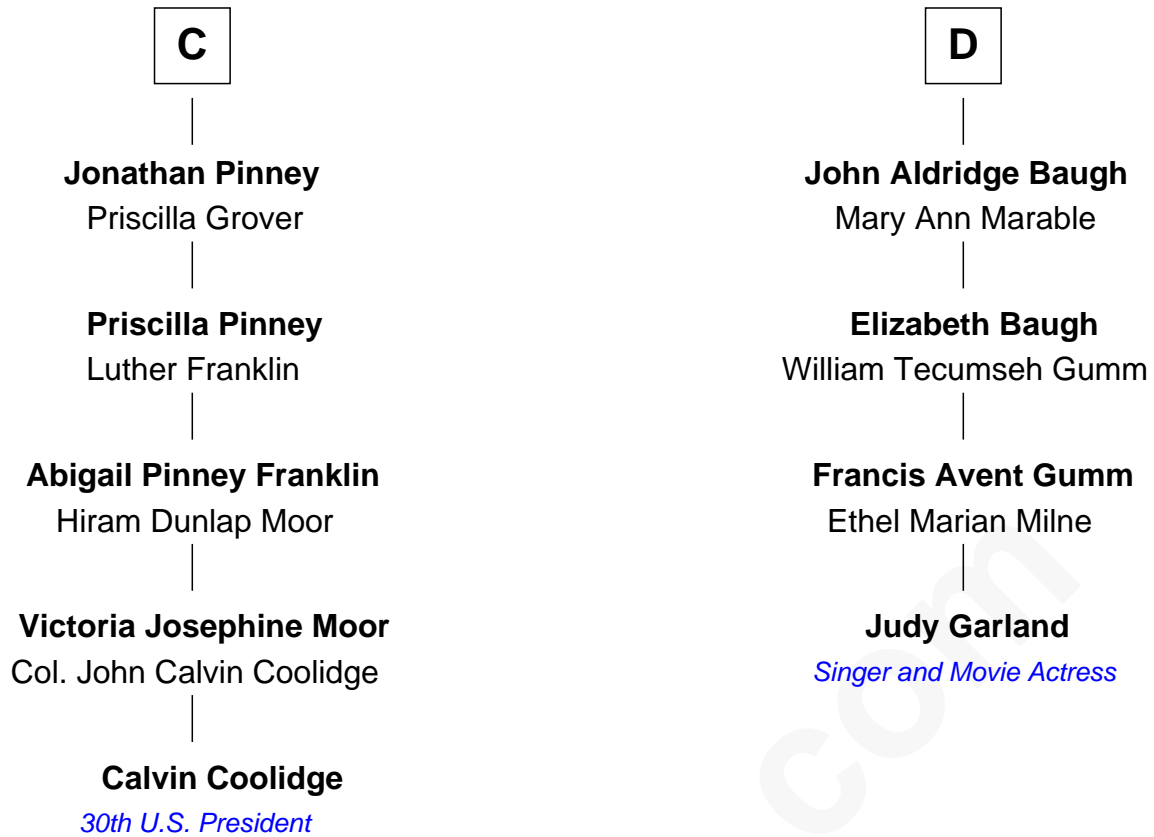 C
Jonathan Pinney
Priscilla Grover
Priscilla Pinney
Luther Franklin
Abigail Pinney Franklin
Hiram Dunlap Moor
Victoria Josephine Moor
Col. John Calvin Coolidge
Calvin Coolidge
30th U.S. President
D
John Aldridge Baugh
Mary Ann Marable
Elizabeth Baugh
William Tecumseh Gumm
Francis Avent Gumm
Ethel Marian Milne
Judy Garland
Singer and Movie Actress
com